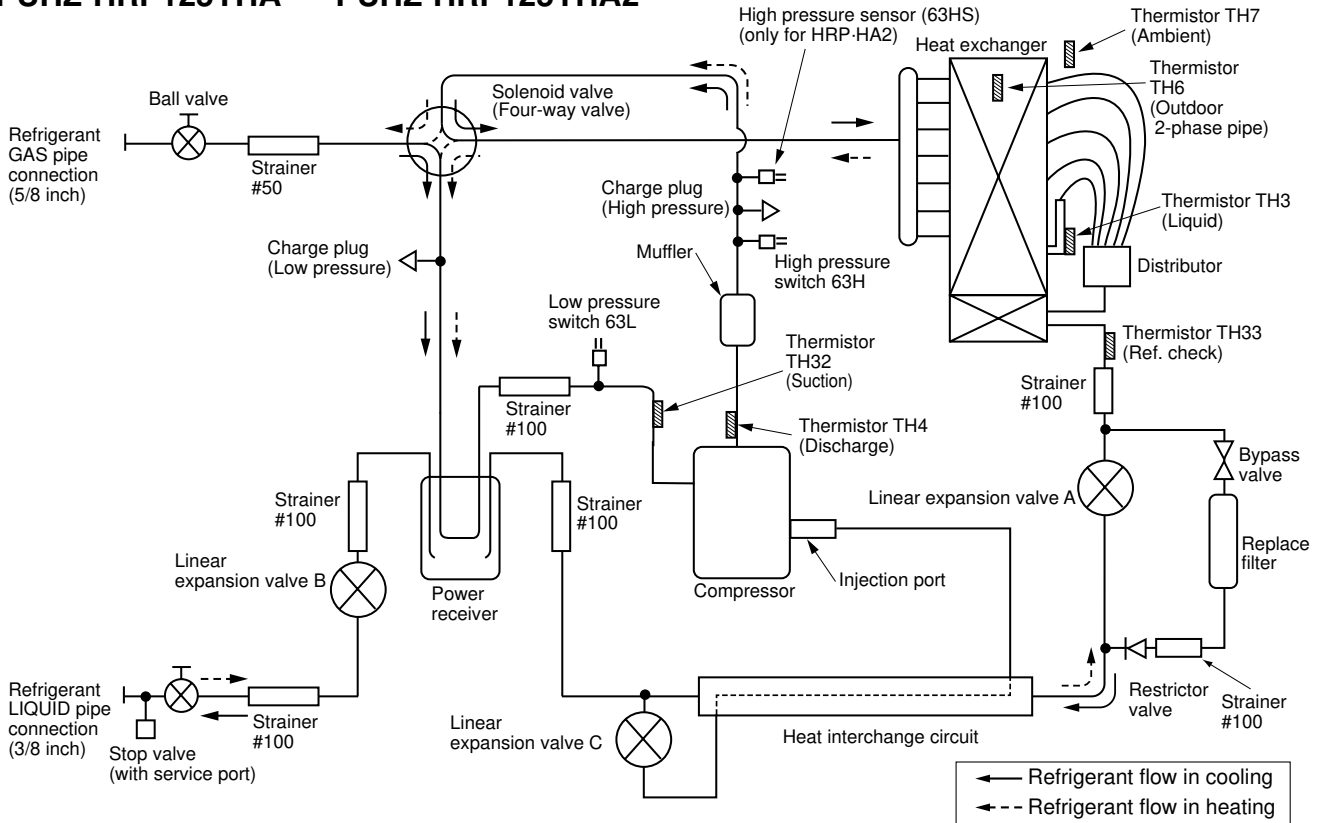 High pressure sensor (63HS)
(only for HRP·HA2)
Thermistor TH7
(Ambient)
Heat exchanger
Thermistor
TH6
(Outdoor
2-phase pipe)
Ball valve
Solenoid valve
(Four-way valve)
Refrigerant
GAS pipe
connection
(5/8 inch)
Strainer
#50
Charge plug
(High pressure)
Thermistor TH3
(Liquid)
Charge plug
(Low pressure)
Muffler
High pressure
switch 63H
Distributor
Low pressure
switch 63L
Thermistor
TH32
(Suction)
Thermistor TH33
(Ref. check)
Strainer
#100
Strainer
#100
Thermistor TH4
(Discharge)
Bypass
valve
Strainer
#100
Strainer
#100
Linear expansion valve A
Linear
expansion valve B
Replace
filter
Power
receiver
Compressor
Injection port
Refrigerant
LIQUID pipe
connection
(3/8 inch)
Strainer
#100
Stop valve
(with service port)
Linear
expansion valve C
Heat interchange circuit
Restrictor
valve
Strainer
#100
Refrigerant flow in cooling
Refrigerant flow in heating